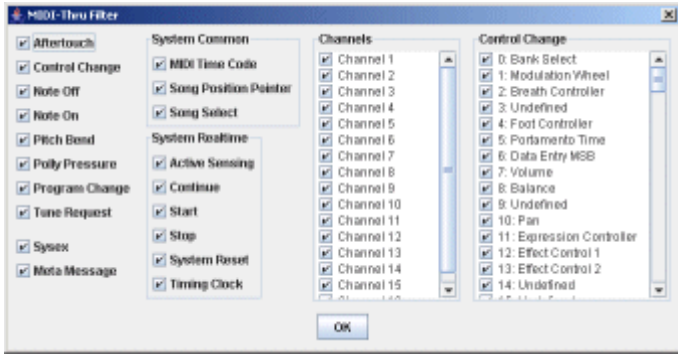 MIDI-Thru Filter
Aftertouch
Control Change
Note Off
Note On
Pitch Bend
Polly Pressure
Program Change
Tune Request
Sysex
Meta Message
System Common
MIDI Time Code
Song Position Pointer
Song Select
System Realtime
Active Sensing
Continue
Start
Stop
System Reset
Timing Clock
Channels
Channel 1
Channel 2
Channel 3
Channel 4
Channel 5
Channel 6
Channel 7
Channel 8
Channel 9
Channel 10
Channel 11
Channel 12
Channel 13
Channel 14
Channel 15
Control Change
0: Bank Select
1: Modulation Wheel
2: Breath Controller
3: Undefined
4: Foot Controller
5: Portamento Time
6: Data Entry MSB
7: Volume
8: Balance
9: Undefined
10: Pan
11: Expression Controller
12: Effect Control 1
13: Effect Control 2
14: Undefined
OK